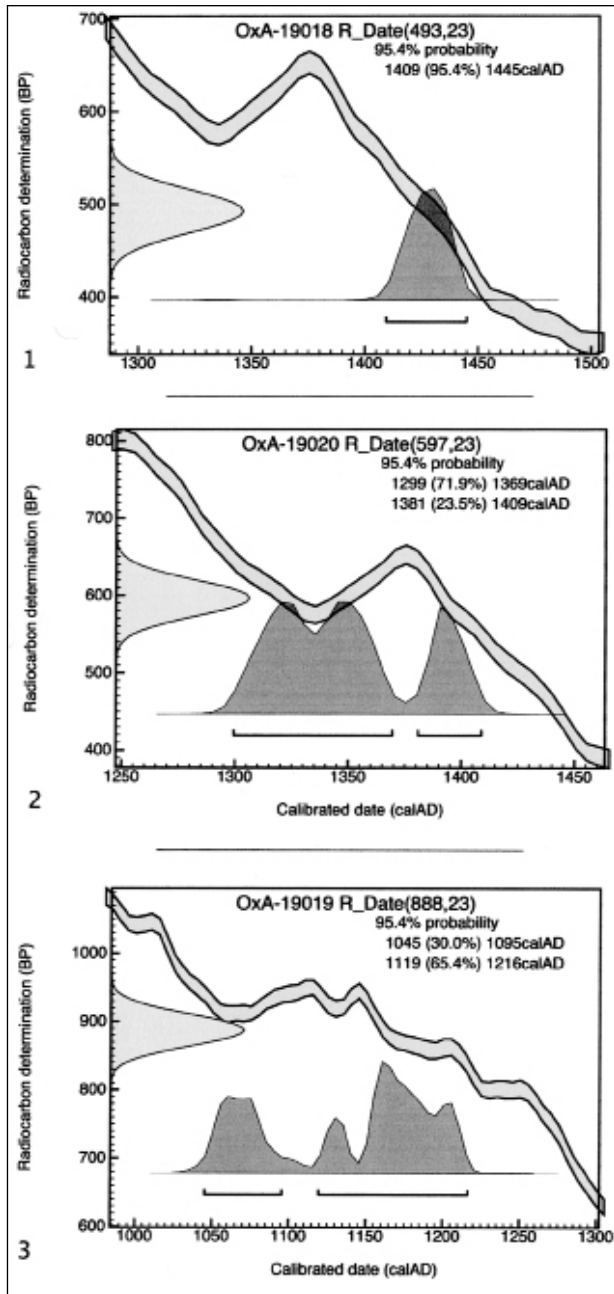 OxA-19018 R_Date(493,23)
95.4% probability
1409 (95.4%) 1445calAD
Radiocarbon determination (BP)
700
600
500
400
1300
1350
1400
1450
1500
1
OxA-19020 R_Date(597,23)
95.4% probability
1299 (71.9%) 1369calAD
1381 (23.5%) 1409calAD
Radiocarbon determination (BP)
800
700
600
500
400
1250
1300
1350
1400
1450
Calibrated date (calAD)
2
OxA-19019 R_Date(888,23)
95.4% probability
1045 (30.0%) 1095calAD
1119 (65.4%) 1216calAD
Radiocarbon determination (BP)
1000
900
800
700
600
1000
1050
1100
1150
1200
1250
1300
Calibrated date (calAD)
3